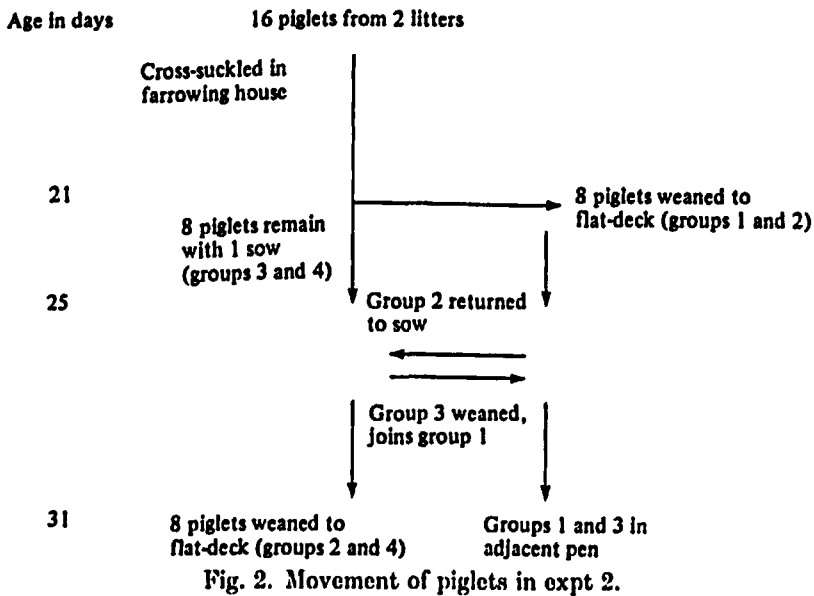 Age in days
16 piglets from 2 litters
Cross-suckled in
farrowing house
21
8 piglets weaned to
flat-deck (groups 1 and 2)
8 piglets remain
with 1 sow
(groups 3 and 4)
25
Group 2 returned
to sow
Group 3 weaned,
joins group 1
31
8 piglets weaned to
flat-deck (groups 2 and 4)
Groups 1 and 3 in
adjacent pen
Fig. 2. Movement of piglets in expt 2.